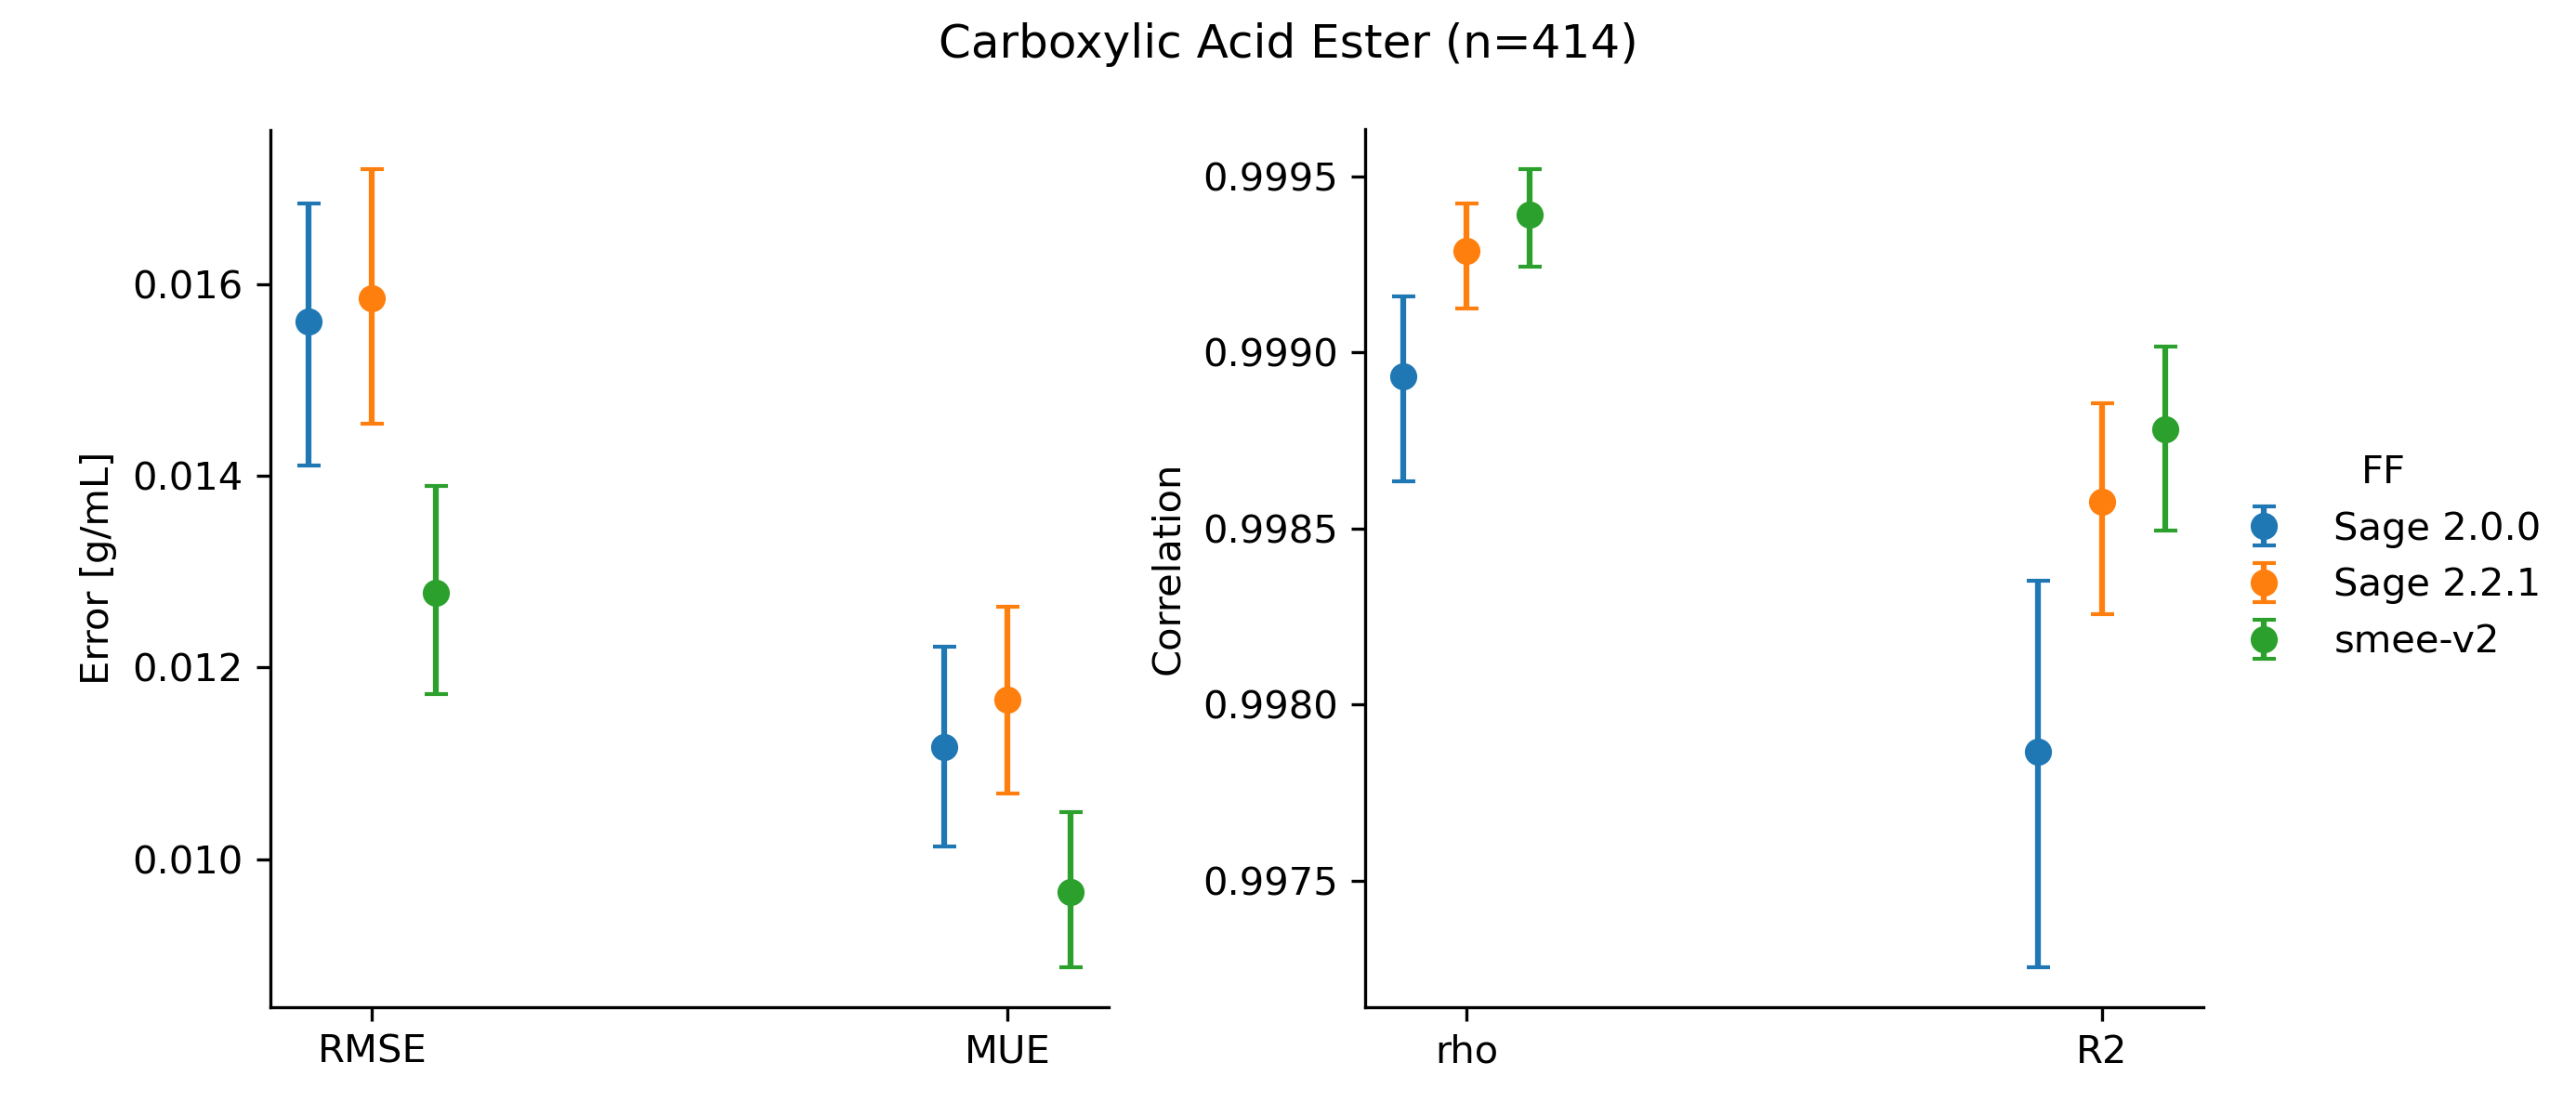 Carboxylic Acid Ester (n=414)
Error [g/mL]
0.016
0.014
0.012
0.010
RMSE
MUE
Correlation
0.9995
0.9990
0.9985
0.9980
0.9975
rho
R2
FF
Sage 2.0.0
Sage 2.2.1
smee-v2